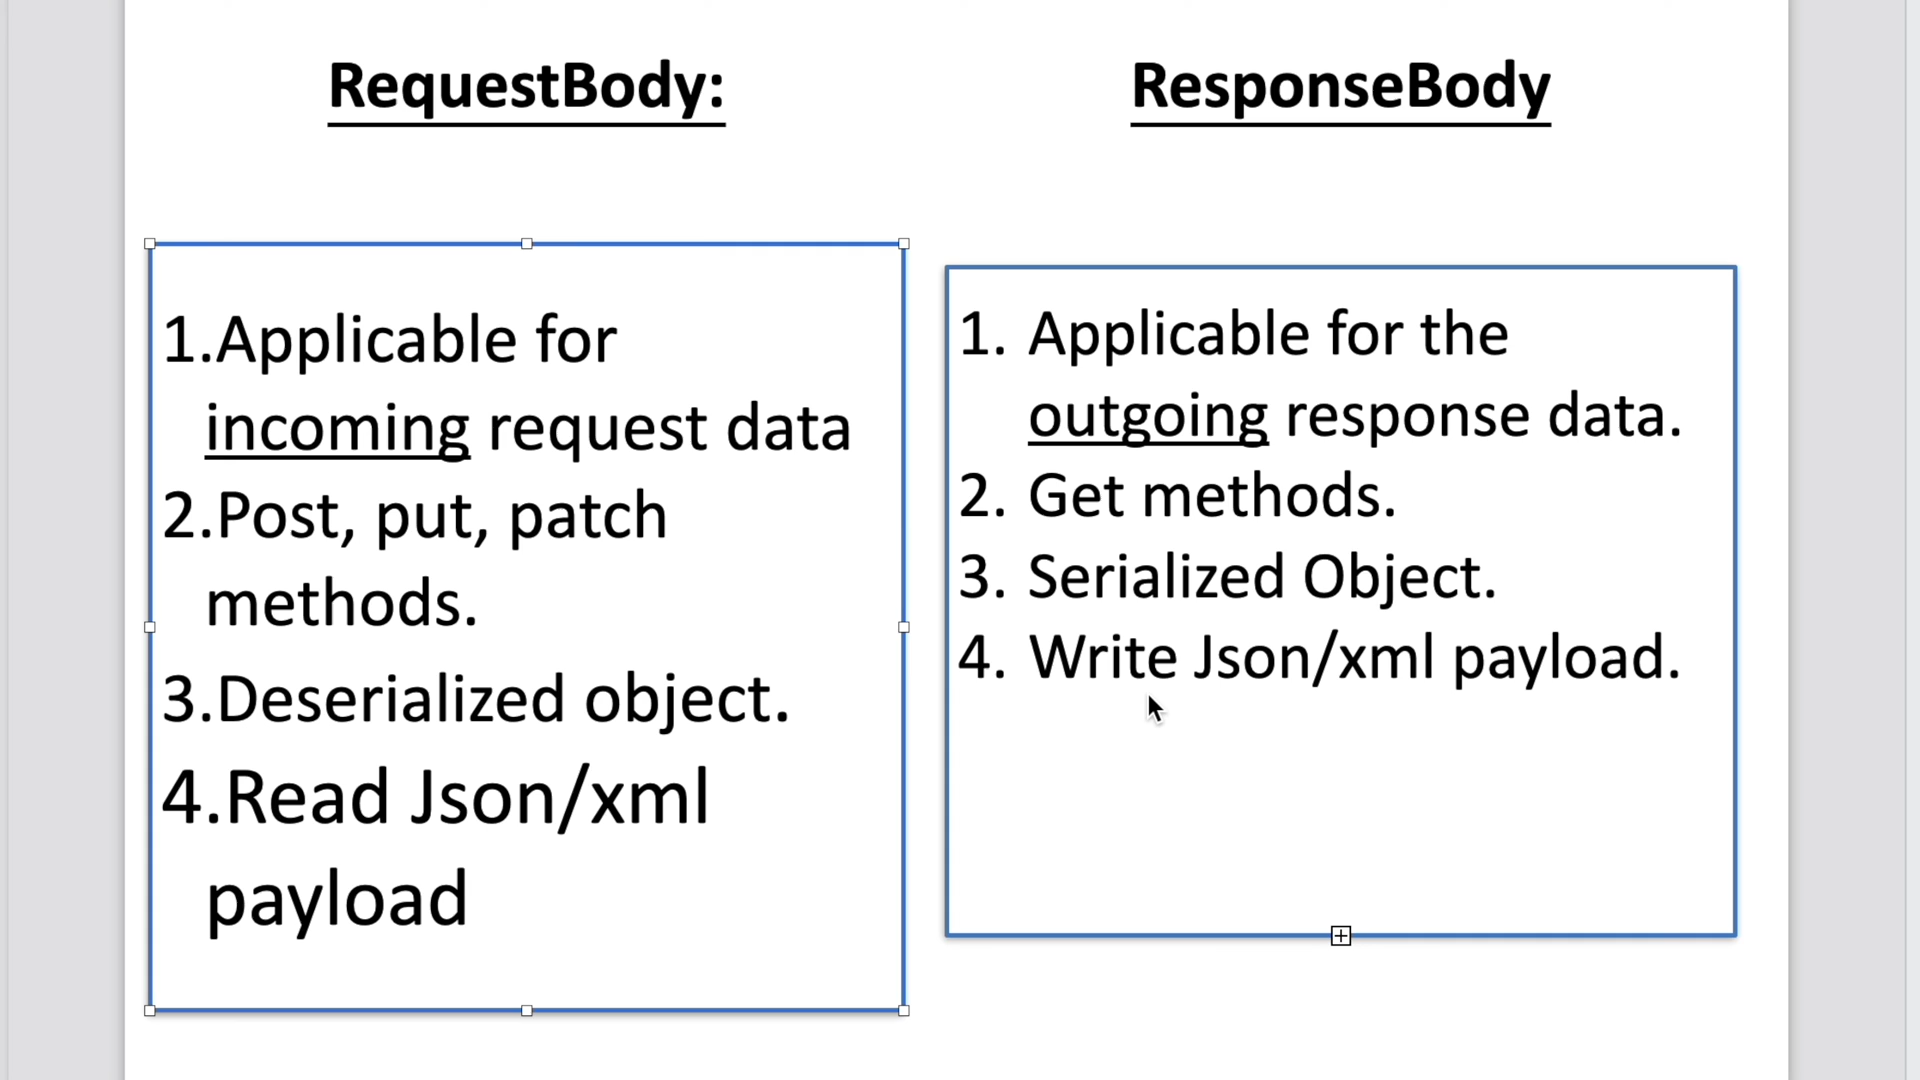 RequestBody:
1.Applicable for
incoming request data
2.Post, put, patch
methods.
3.Deserialized object.
4.Read Json/xml
payload
ResponseBody
1. Applicable for the
outgoing response data.
2. Get methods.
3. Serialized Object.
4. Write Json/xml payload.